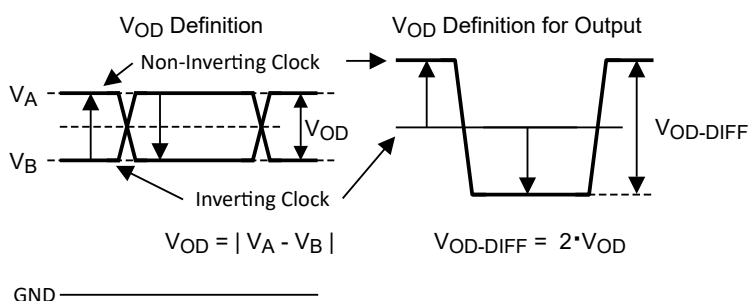 VOD Definition
VOD Definition for Output
Non-Inverting Clock
VA
VOD
VB
VOD-DIFF
Inverting Clock
VOD = | VA - VB |
VOD-DIFF = 2·VOD
GND